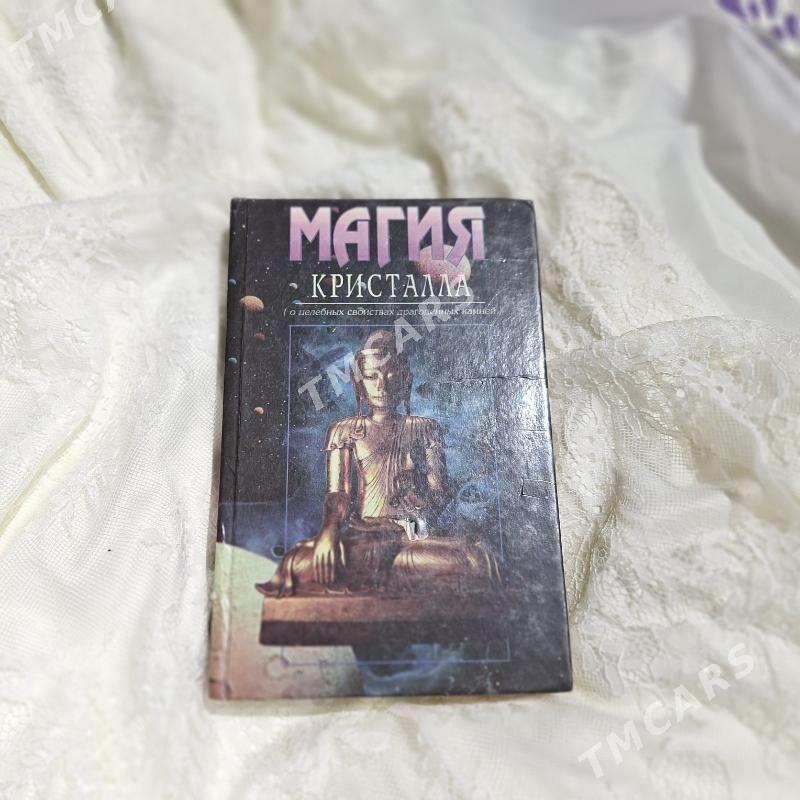 TMCARS
МАГИЯ
КРИСТАЛЛА
( о целебных свойствах драгоценных камней
TMCARS
TMCARS